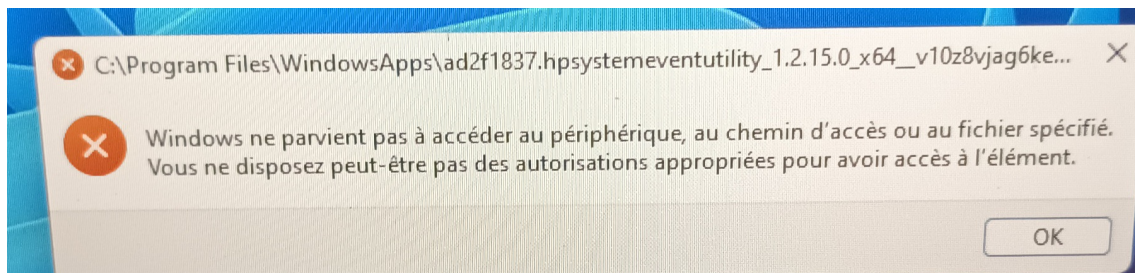 C:\Program Files\WindowsApps\ad2f1837.hpsystemeventutility_1.2.15.0_x64__v10z8vjag6ke...
Windows ne parvient pas à accéder au périphérique, au chemin d'accès ou au fichier spécifié.
Vous ne disposez peut-être pas des autorisations appropriées pour avoir accès à l'élément.
OK